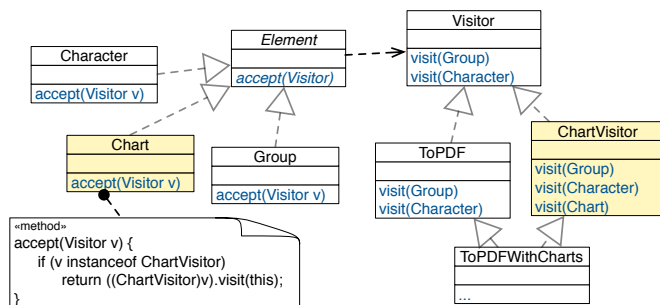 Element
accept(Visitor)
Visitor
visit(Group)
visit(Character)
Character
accept(Visitor v)
Chart
accept(Visitor v)
Group
accept(Visitor v)
ToPDF
visit(Group)
visit(Character)
ChartVisitor
visit(Group)
visit(Character)
visit(Chart)
ToPDFWithCharts
...
«method»
accept(Visitor v) {
if (v instanceof ChartVisitor)
return ((ChartVisitor)v).visit(this);
}